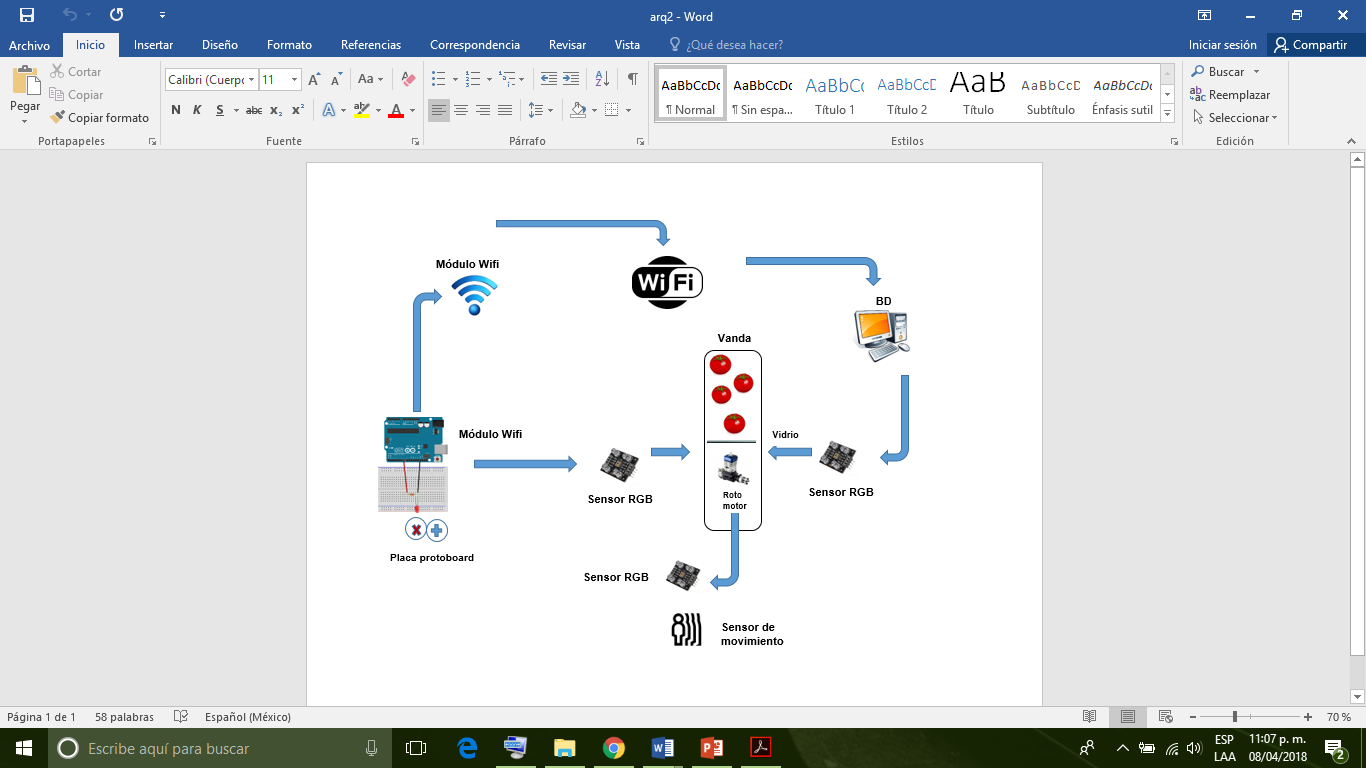 arq2 - Word
Archivo Inicio Insertar Diseño Formato Referencias Correspondencia Revisar Vista ¿Qué desea hacer? Iniciar sesión Compartir
Pegar
Cortar
Copiar
Copiar formato
Portapapeles
Calibri (Cuerpo 11
N K S abc x₂ x²
Fuente
Párrafo
AaBbCcDc AaBbCcDc AaBbCc AaBbCcD AaB AaBbCcD AaBbCcDc
¶ Normal ¶ Sin espa... Título 1 Título 2 Título Subtítulo Énfasis sutil
Estilos
Buscar
Reemplazar
Seleccionar
Edición
Módulo Wifi
WiFi
BD
Vanda
Módulo Wifi
Vidrio
Sensor RGB
Roto
motor
Sensor RGB
Placa protoboard
Sensor RGB
Sensor de
movimiento
Página 1 de 1 58 palabras Español (México) 70 %
Escribe aquí para buscar
ESP
LAA
11:07 p. m.
08/04/2018
2